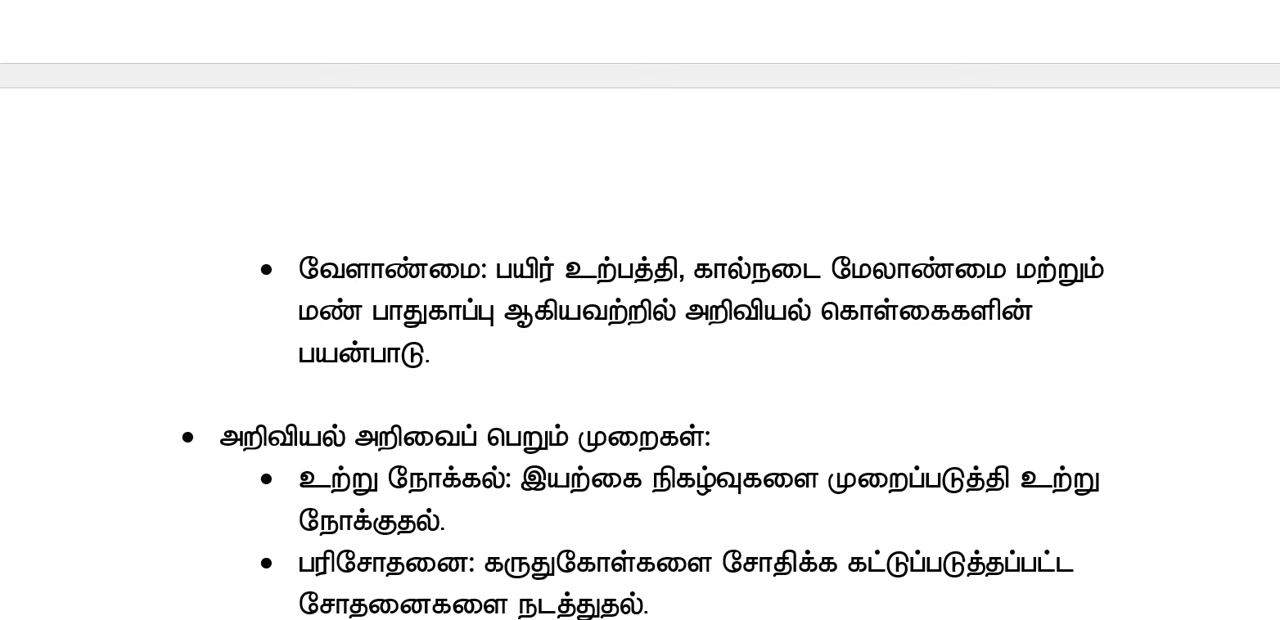 • வேளாண்மை: பயிர் உற்பத்தி, கால்நடை மேலாண்மை மற்றும்
மண் பாதுகாப்பு ஆகியவற்றில் அறிவியல் கொள்கைகளின்
பயன்பாடு.
• அறிவியல் அறிவைப் பெறும் முறைகள்:
• உற்று நோக்கல்: இயற்கை நிகழ்வுகளை முறைப்படுத்தி உற்று
நோக்குதல்.
• பரிசோதனை: கருதுகோள்களை சோதிக்க கட்டுப்படுத்தப்பட்ட
சோதனைகளை நடத்துதல்.